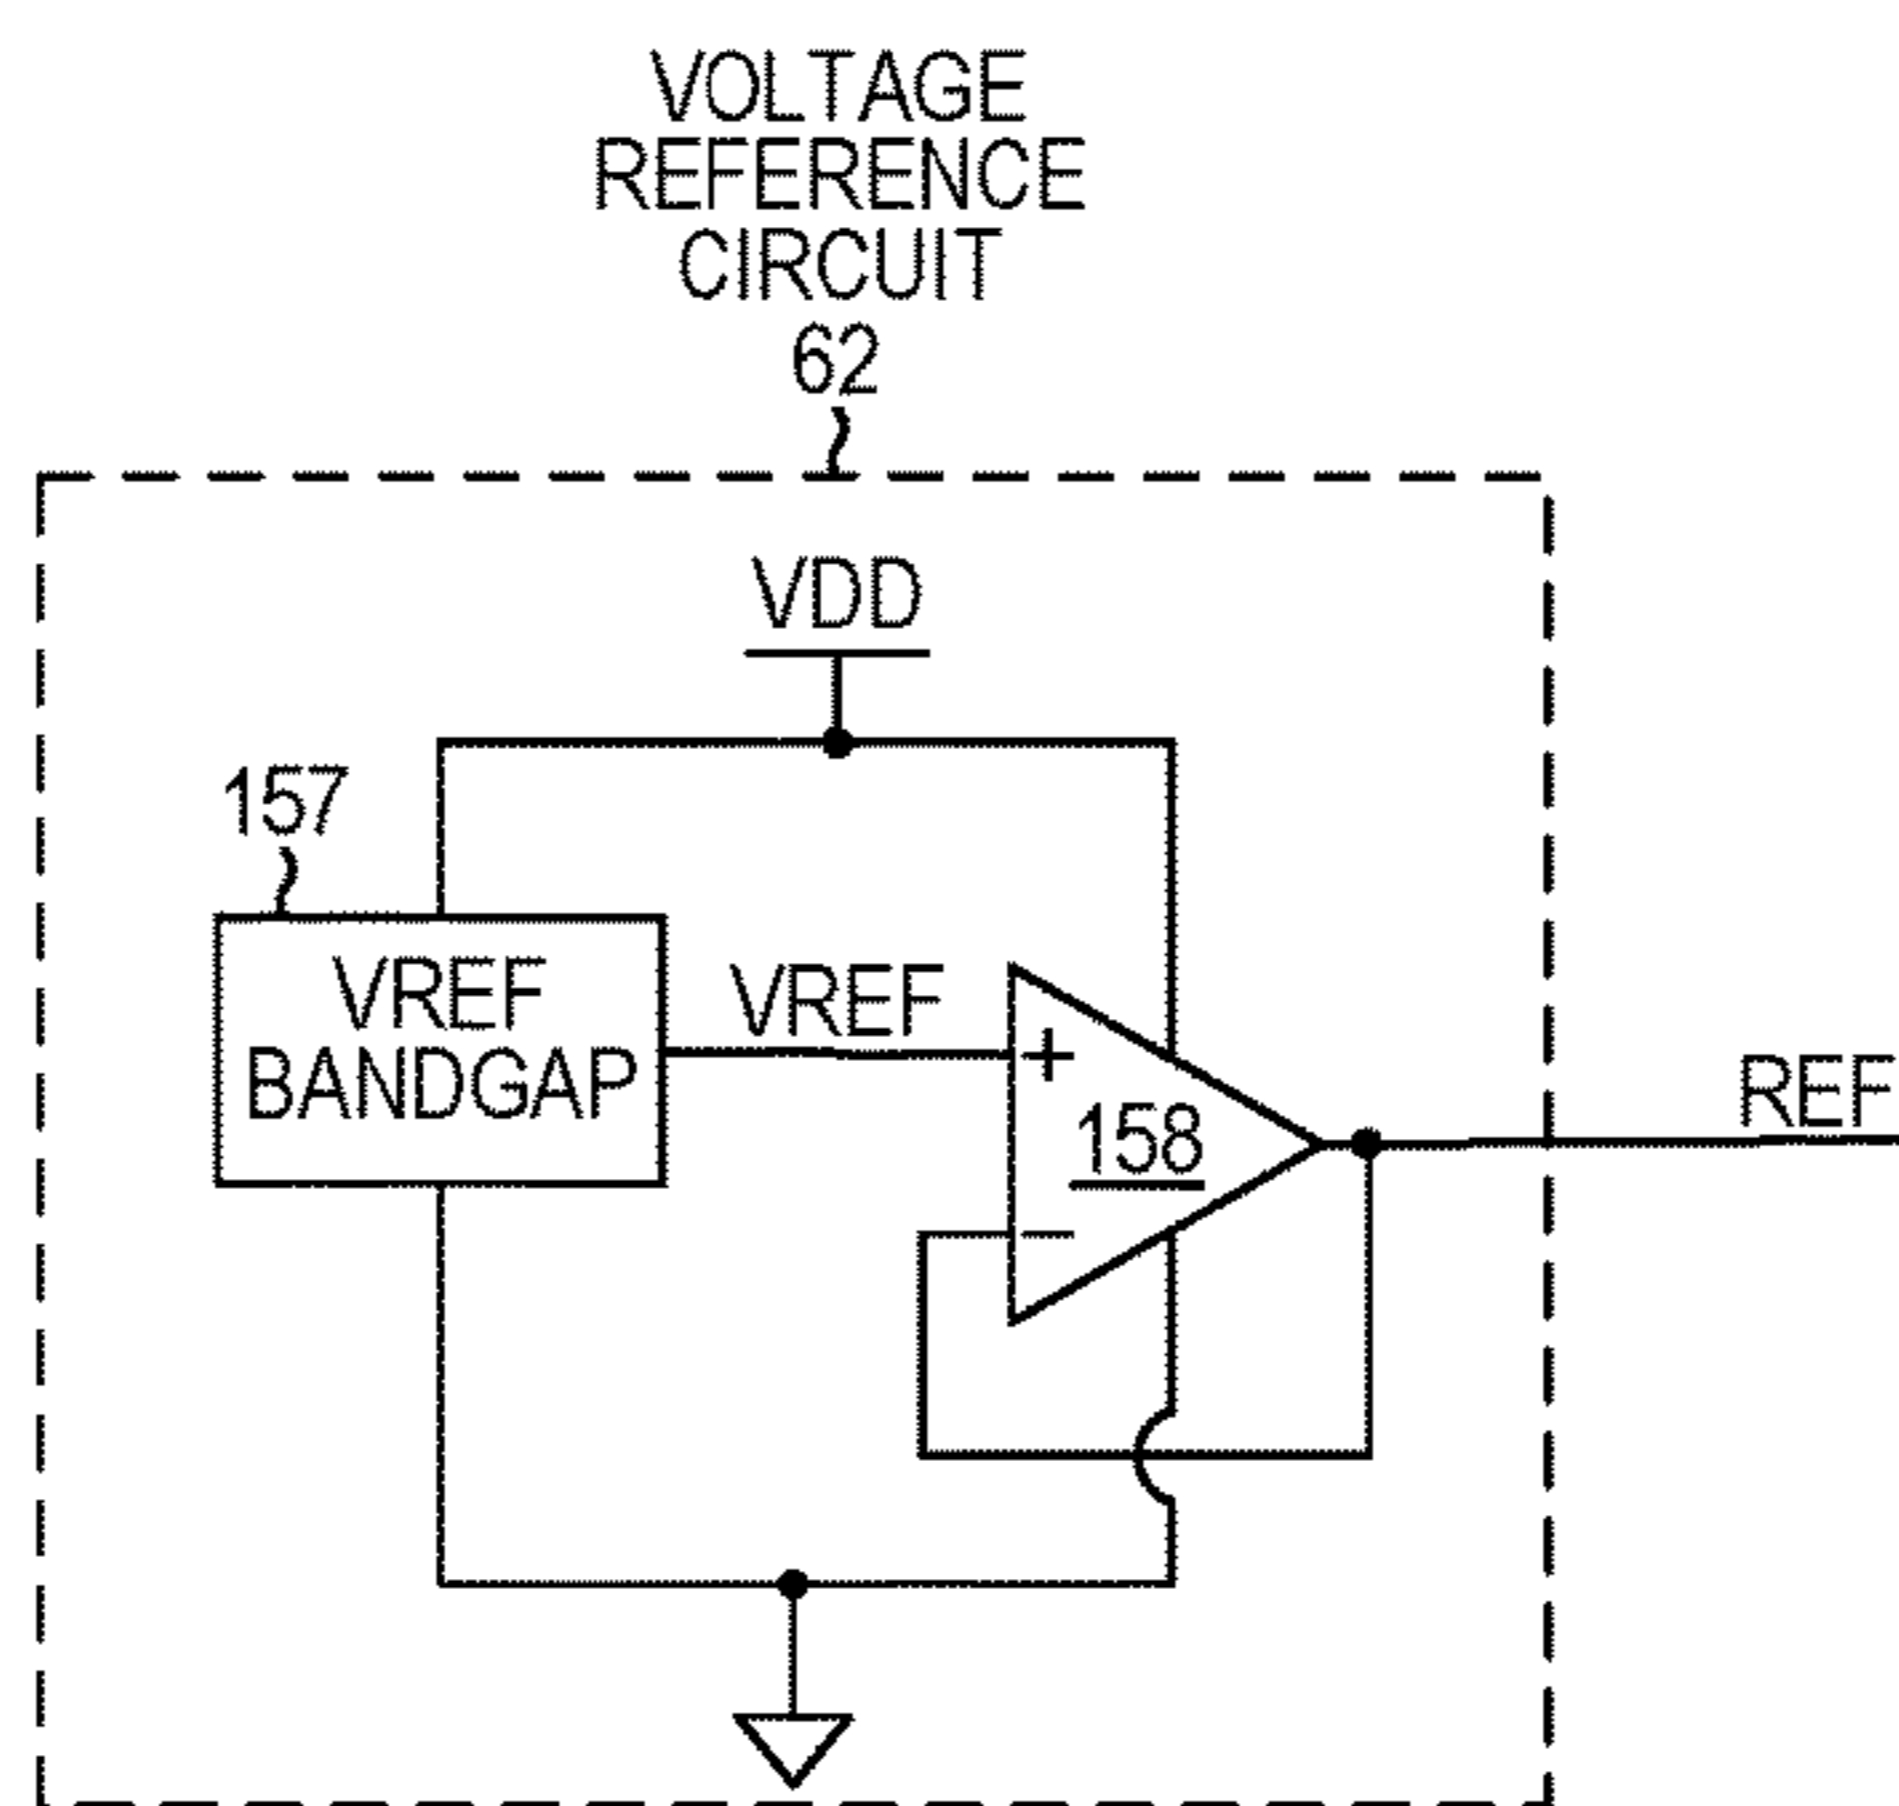 VOLTAGE
REFERENCE
CIRCUIT
62
VDD
157
VREF
BANDGAP
VREF
+
158
−
REF